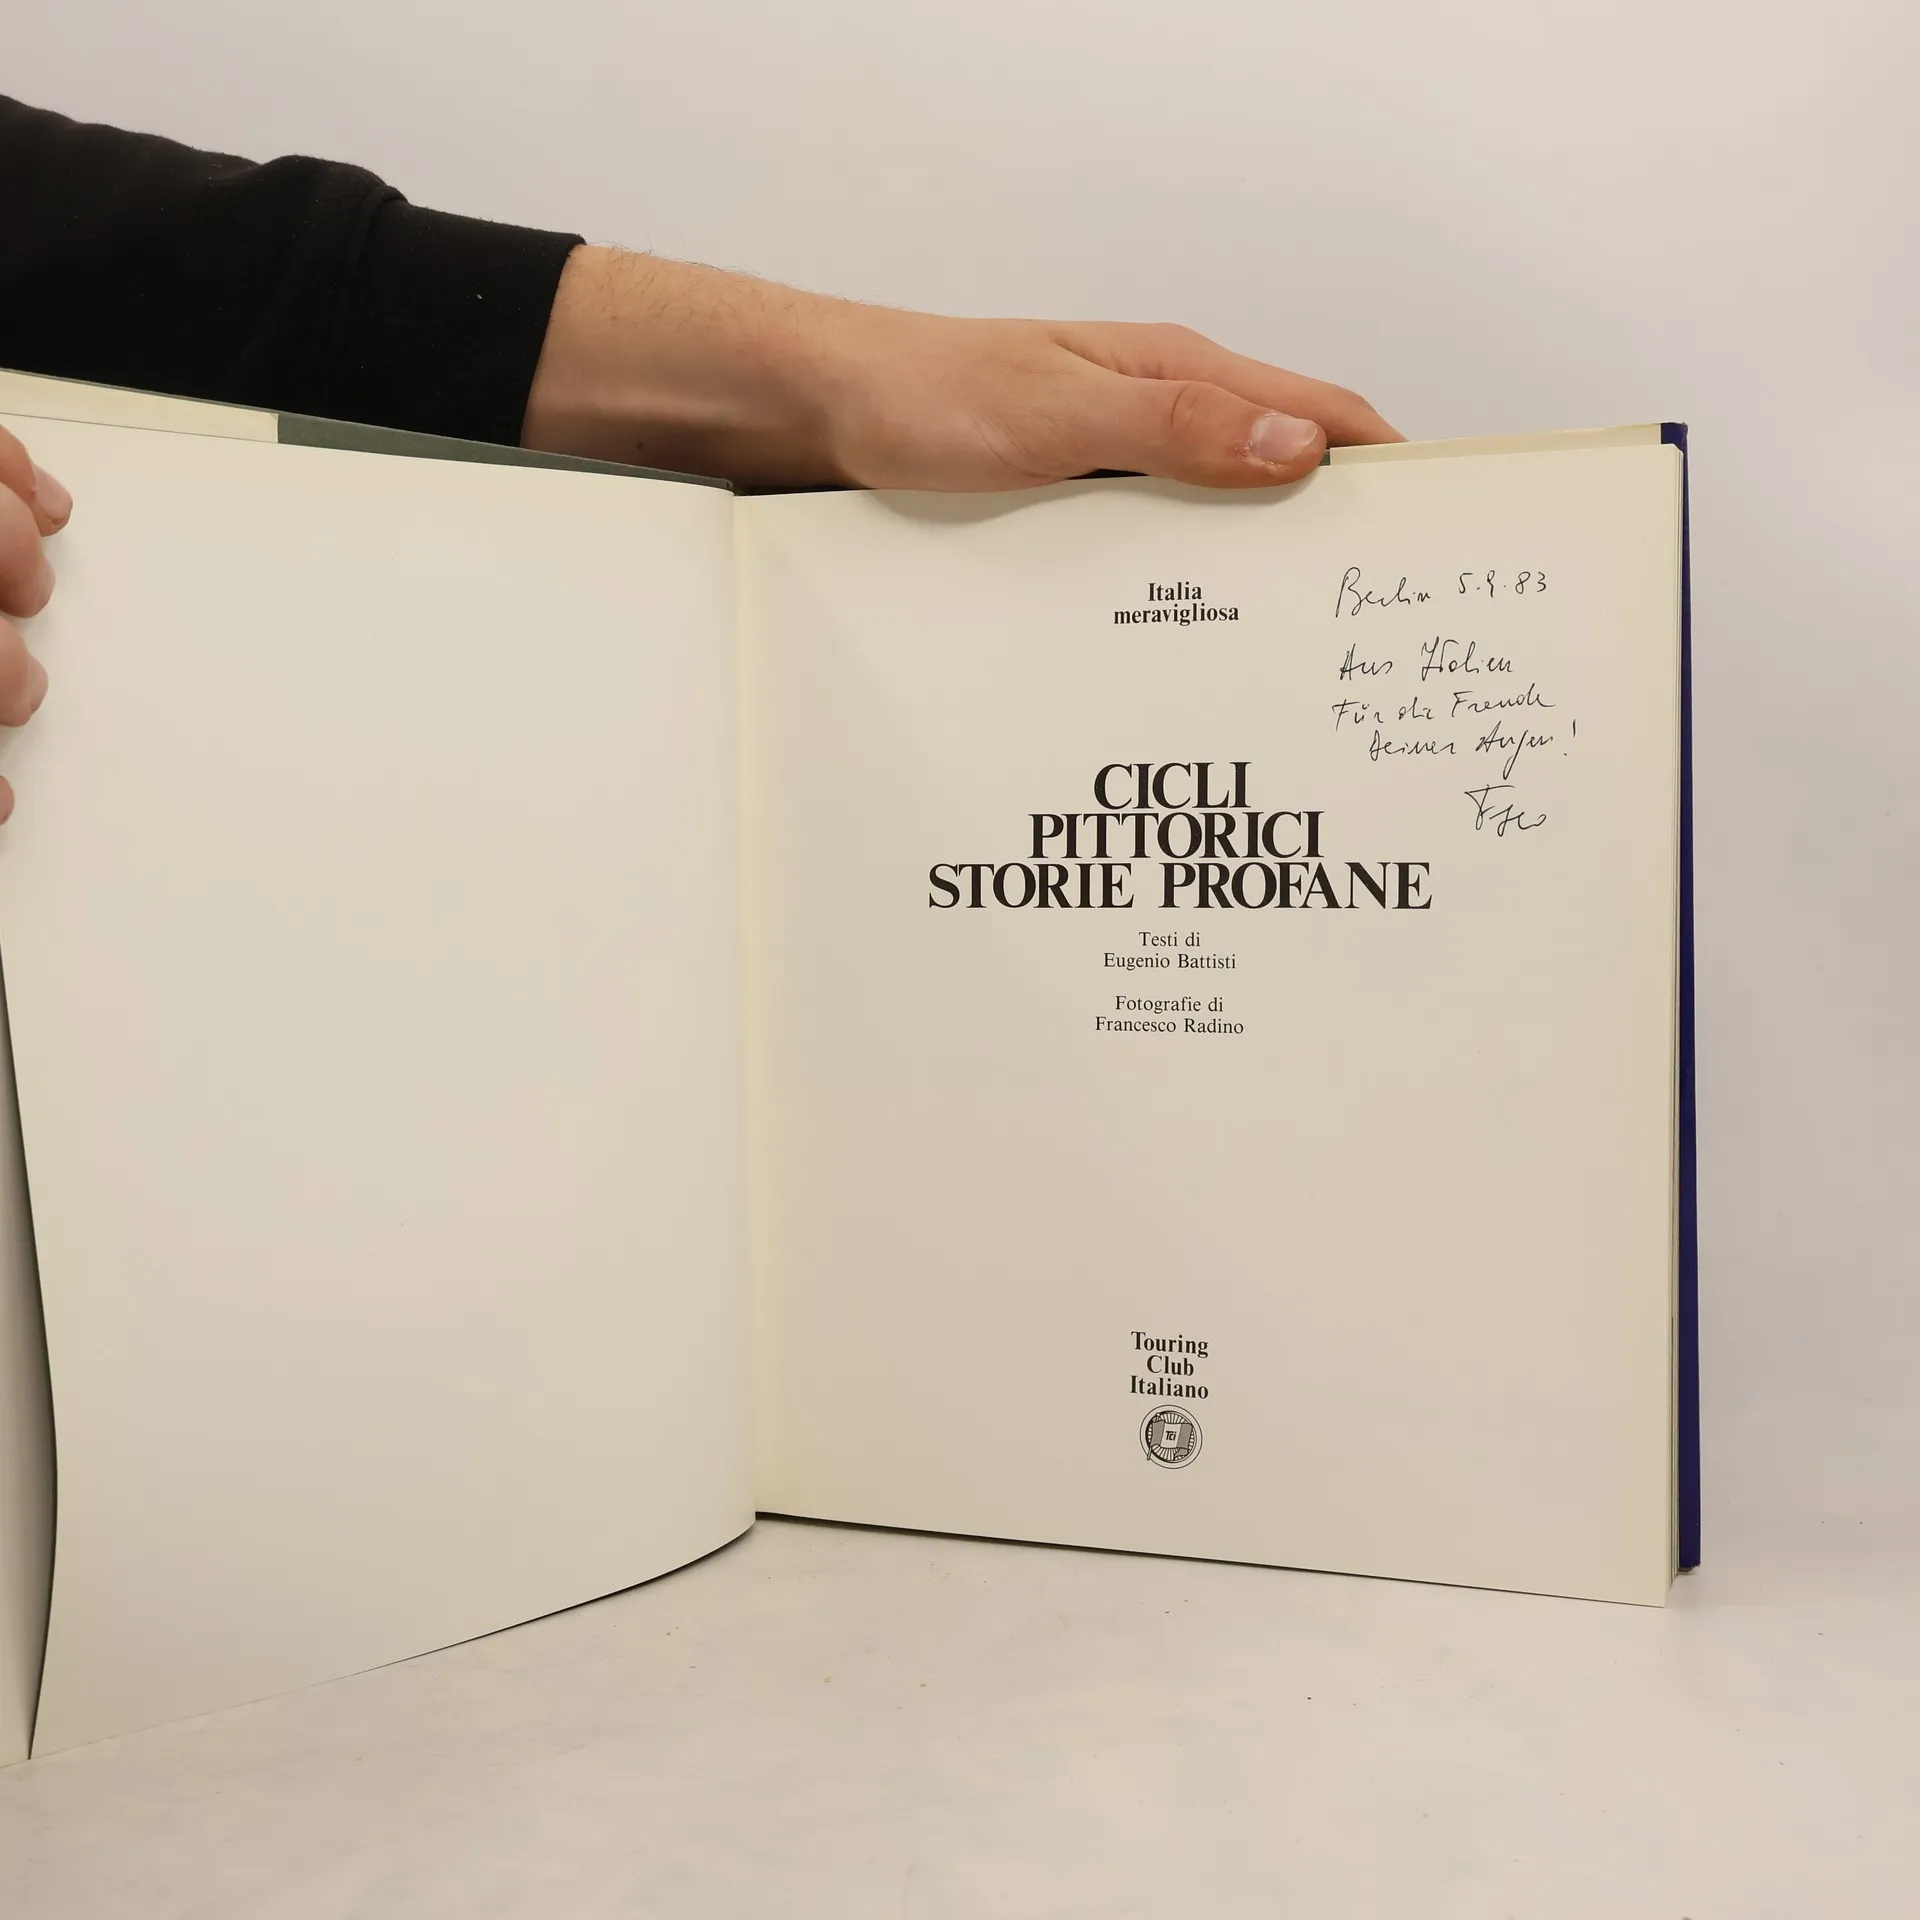 Italia
meravigliosa
Berlin 5.9.83
Aus Italien
Für die Freude
Deiner Augen!
CICLI
PITTORICI
STORIE PROFANE
Testi di
Eugenio Battisti
Fotografie di
Francesco Radino
Touring
Club
Italiano
TCI